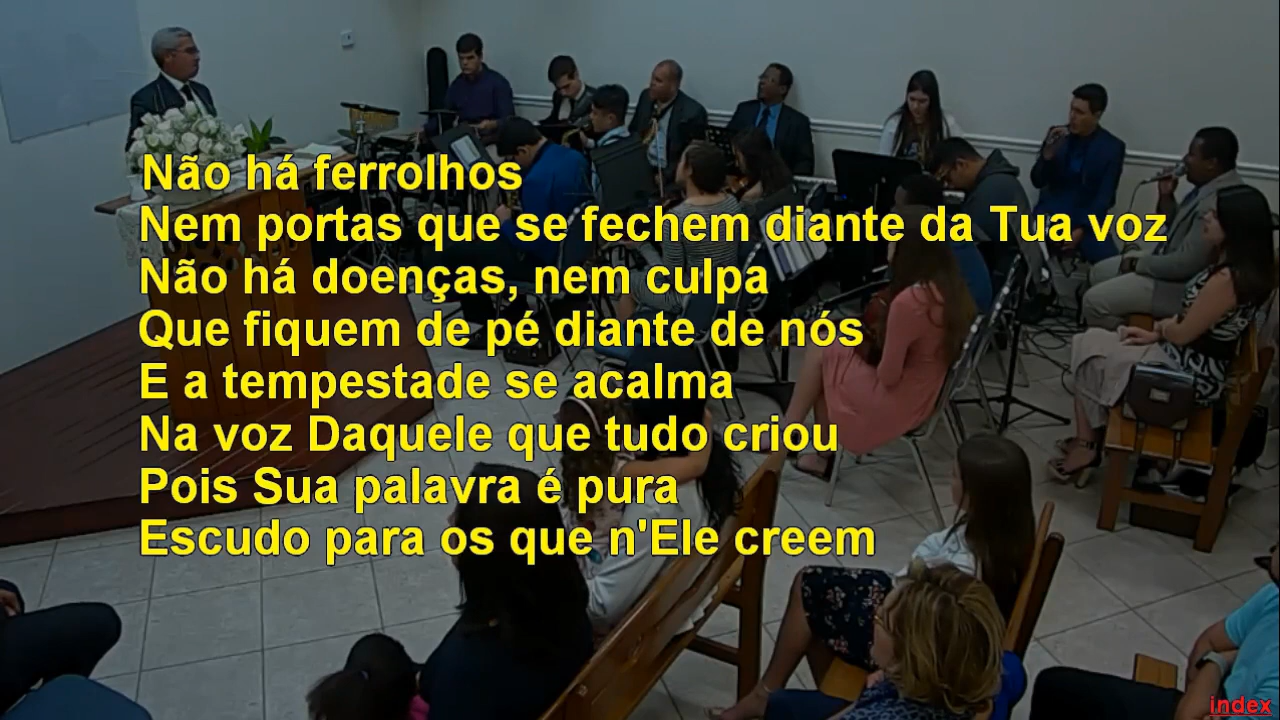 Não há ferrolhos
Nem portas que se fechem diante da Tua voz
Não há doenças, nem culpa
Que fiquem de pé diante de nós
E a tempestade se acalma
Na voz Daquele que tudo criou
Pois Sua palavra é pura
Escudo para os que n'Ele creem
index